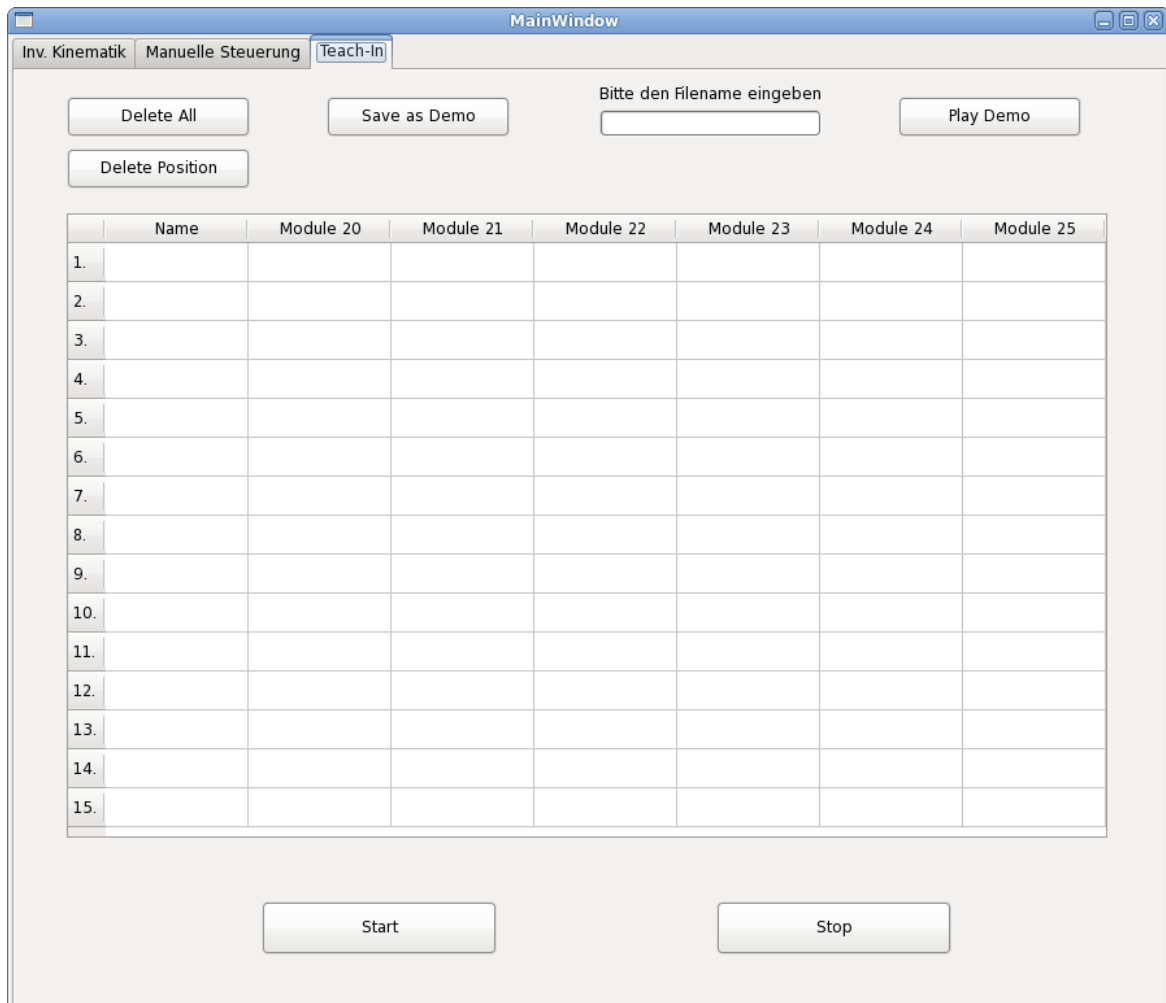 MainWindow
Inv. Kinematik Manuelle Steuerung Teach-In
Bitte den Filename eingeben
Delete All Save as Demo Play Demo
Delete Position
Name Module 20 Module 21 Module 22 Module 23 Module 24 Module 25
1.
2.
3.
4.
5.
6.
7.
8.
9.
10.
11.
12.
13.
14.
15.
Start Stop